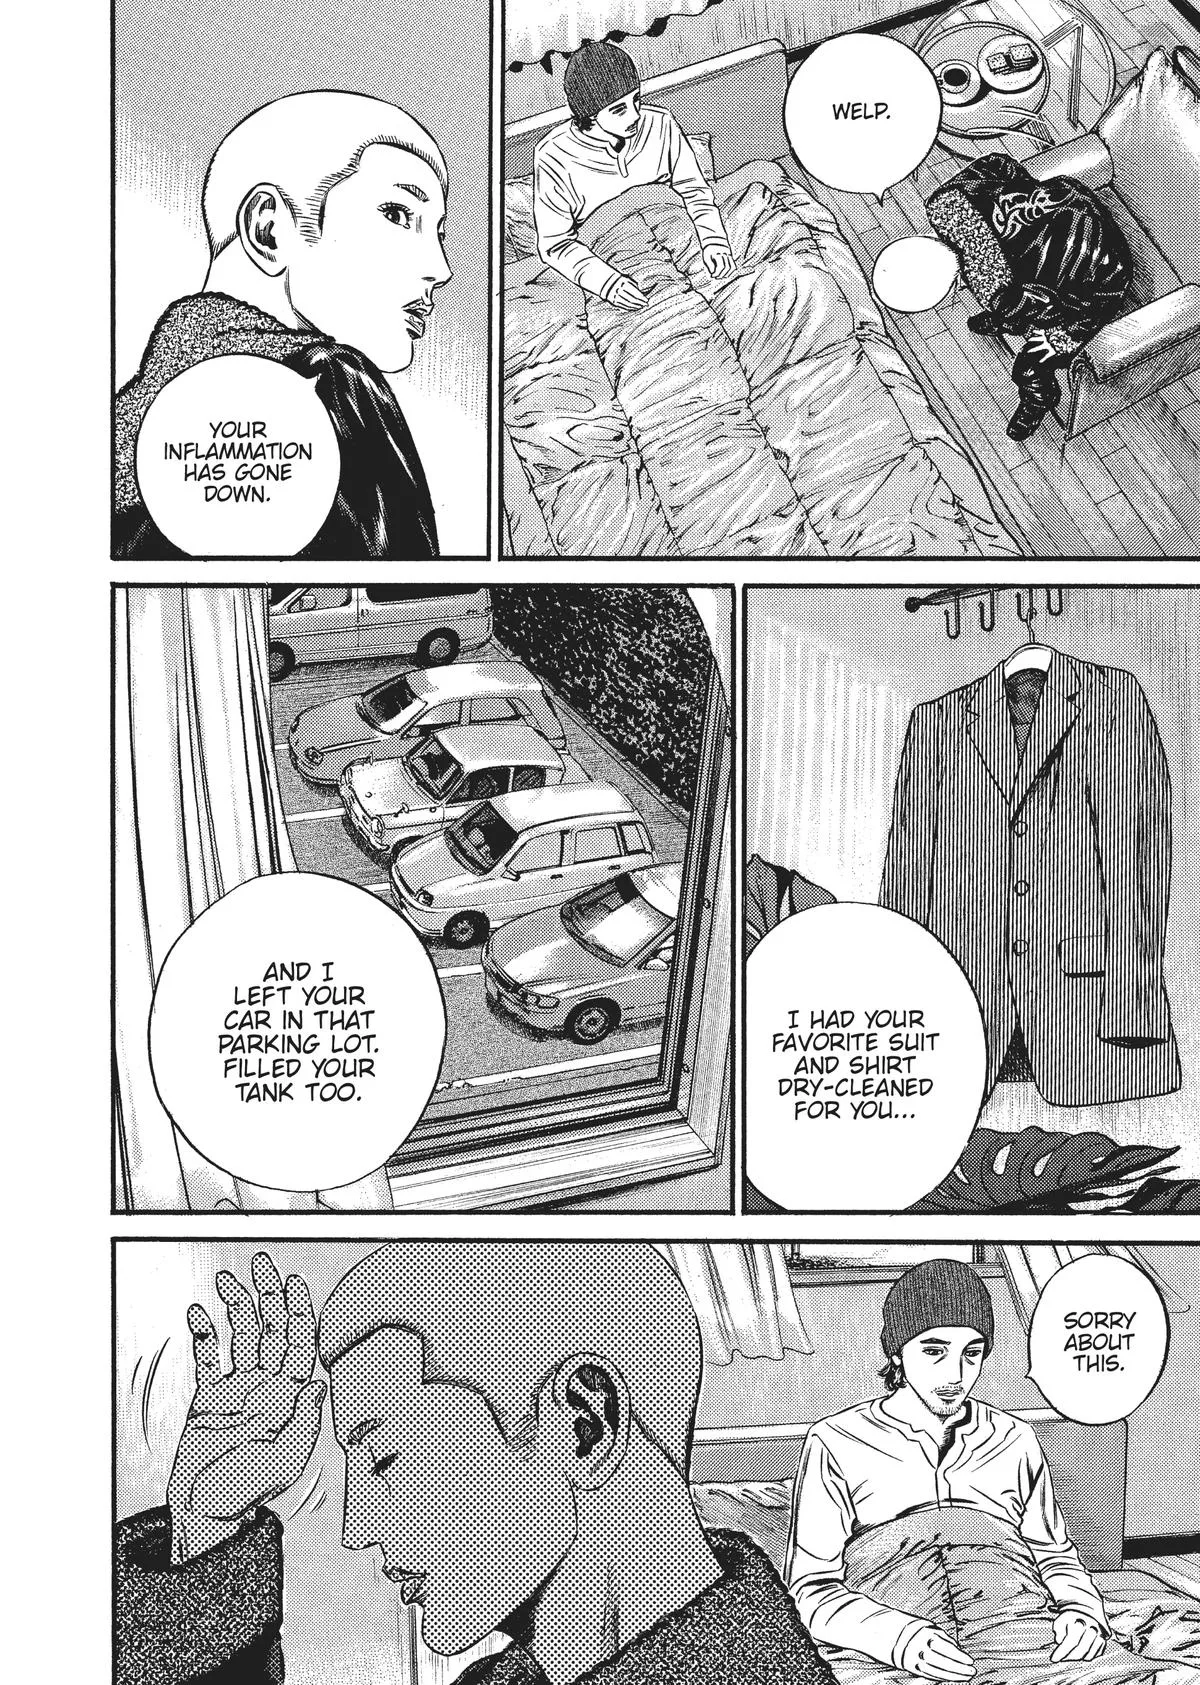 WELP.
YOUR
INFLAMMATION
HAS GONE
DOWN.
I HAD YOUR
FAVORITE SUIT
AND SHIRT
DRY-CLEANED
FOR YOU...
AND I
LEFT YOUR
CAR IN THAT
PARKING LOT.
FILLED YOUR
TANK TOO.
SORRY
ABOUT
THIS.